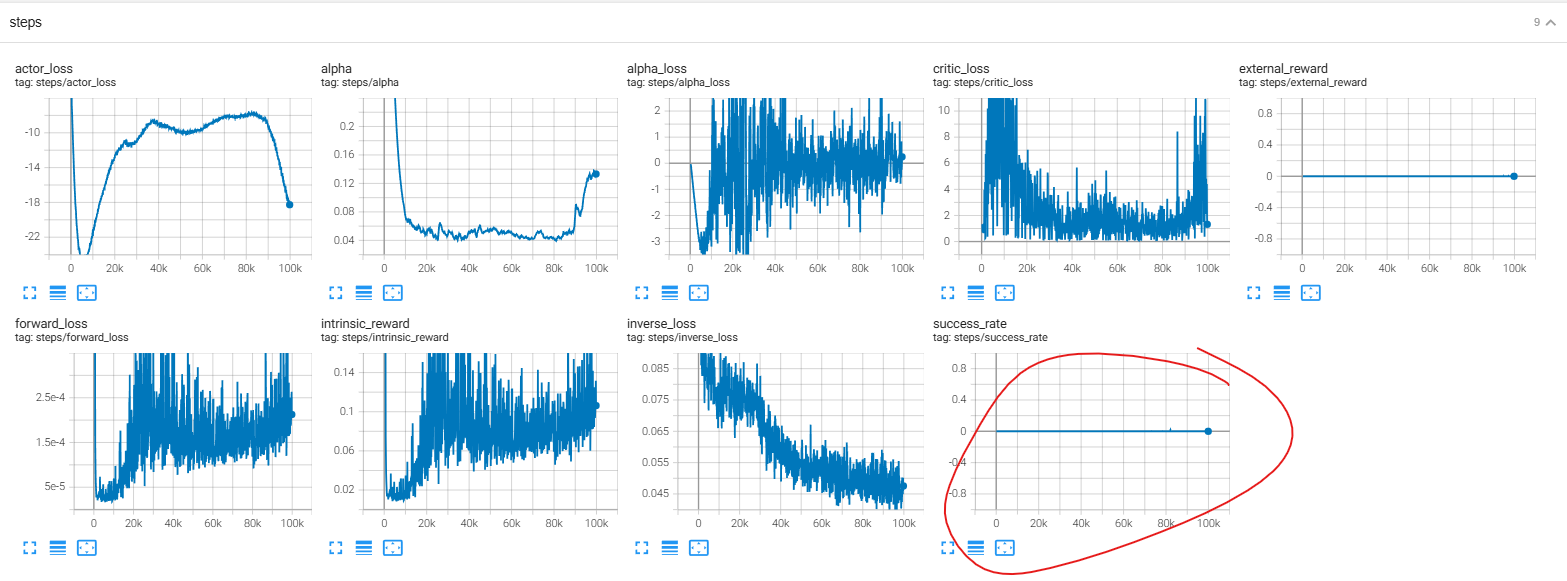 steps
9
actor_loss
tag: steps/actor_loss
-10
-14
-18
-22
0 20k 40k 60k 80k 100k
alpha
tag: steps/alpha
0.2
0.16
0.12
0.08
0.04
0 20k 40k 60k 80k 100k
alpha_loss
tag: steps/alpha_loss
2
1
0
-1
-2
-3
0 20k 40k 60k 80k 100k
critic_loss
tag: steps/critic_loss
10
8
6
4
2
0
0 20k 40k 60k 80k 100k
external_reward
tag: steps/external_reward
0.8
0.4
0
-0.4
-0.8
0 20k 40k 60k 80k 100k
forward_loss
tag: steps/forward_loss
2.5e-4
1.5e-4
5e-5
0 20k 40k 60k 80k 100k
intrinsic_reward
tag: steps/intrinsic_reward
0.14
0.1
0.06
0.02
0 20k 40k 60k 80k 100k
inverse_loss
tag: steps/inverse_loss
0.085
0.075
0.065
0.055
0.045
0 20k 40k 60k 80k 100k
success_rate
tag: steps/success_rate
0.8
0.4
0
-0.4
-0.8
0 20k 40k 60k 80k 100k